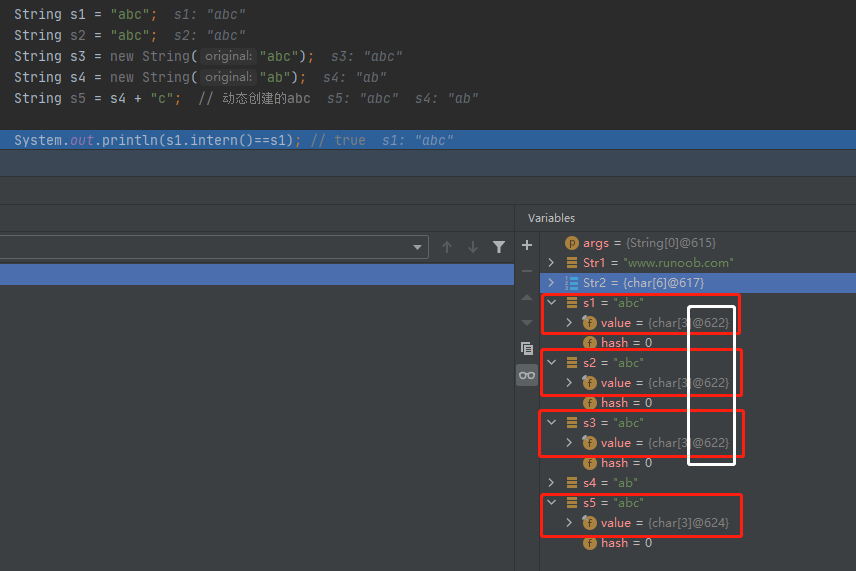 String s1 = "abc";  s1: "abc"
String s2 = "abc";  s2: "abc"
String s3 = new String( original: "abc");  s3: "abc"
String s4 = new String( original: "ab");  s4: "ab"
String s5 = s4 + "c";  // 动态创建的abc  s5: "abc"  s4: "ab"
System.out.println(s1.intern()==s1); // true  s1: "abc"
Variables
args = {String[0]@615}
Str1 = "www.runoob.com"
Str2 = {char[6]@617}
s1 = "abc"
value = {char[3]@622}
hash = 0
s2 = "abc"
value = {char[3]@622}
hash = 0
s3 = "abc"
value = {char[3]@622}
hash = 0
s4 = "ab"
s5 = "abc"
value = {char[3]@624}
hash = 0